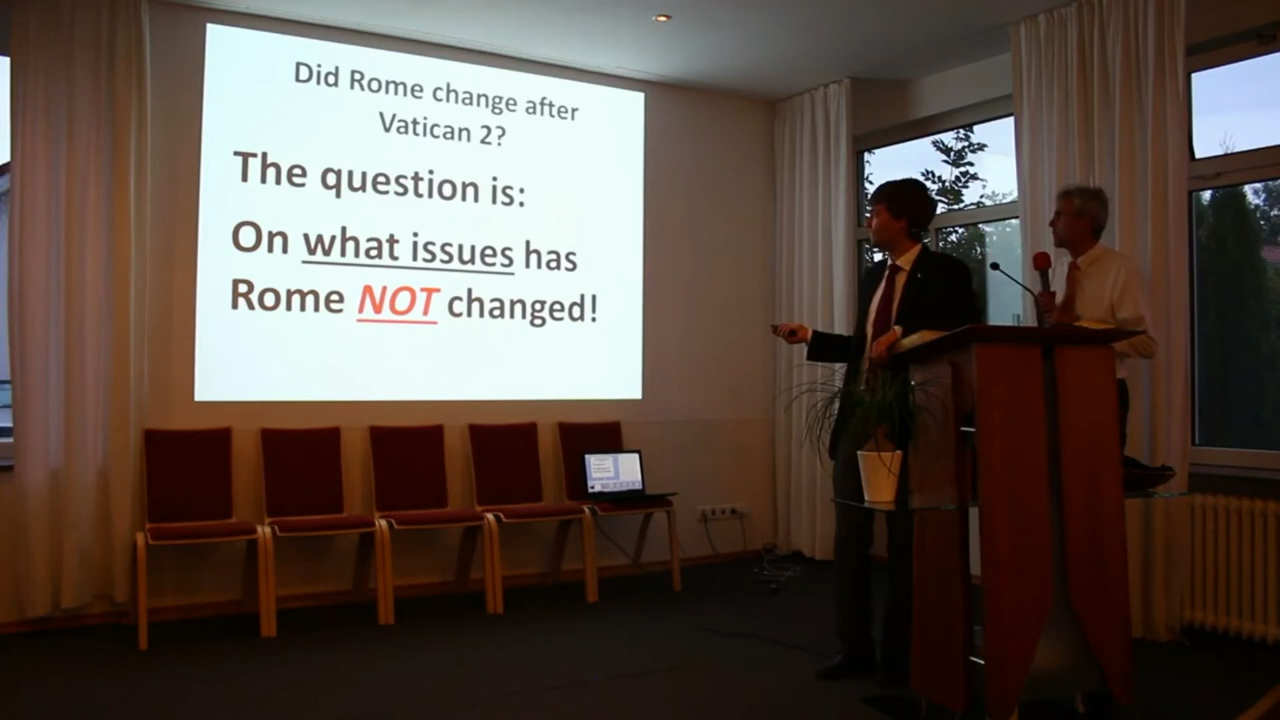 Did Rome change after
Vatican 2?
The question is:
On what issues has
Rome NOT changed!